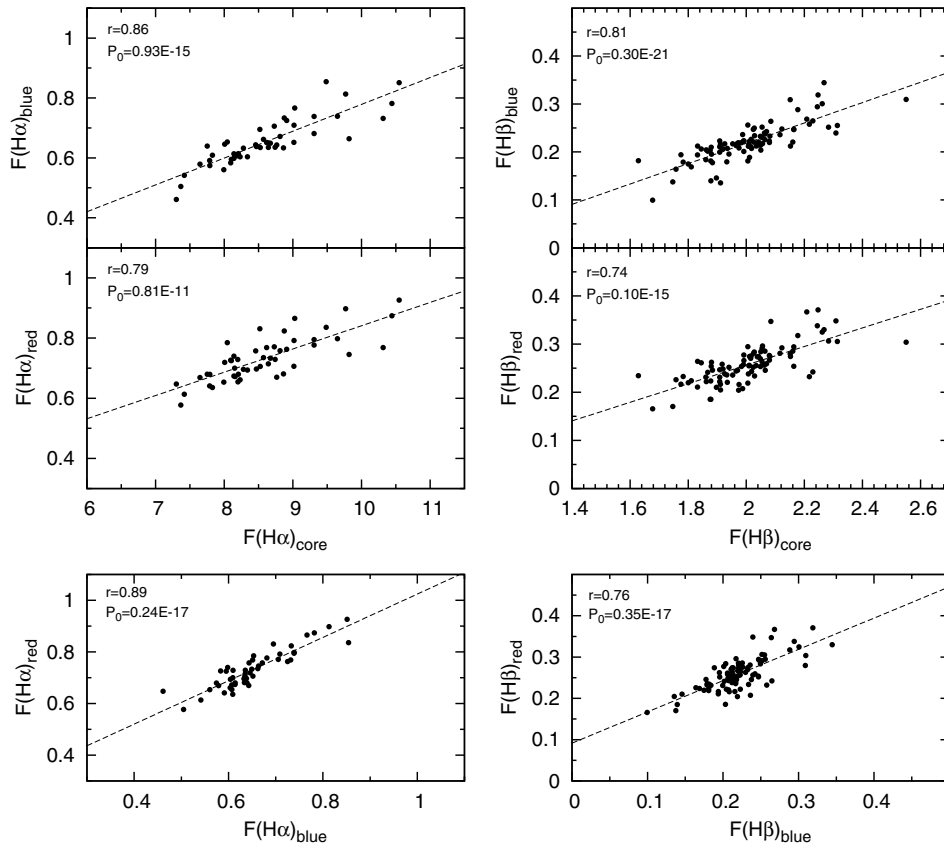 1
0.8
0.6
0.4
F(Hα)blue
r=0.86
P0=0.93E-15
0.5
0.4
0.3
0.2
0.1
0
F(Hβ)blue
r=0.81
P0=0.30E-21
1
0.8
0.6
0.4
F(Hα)red
r=0.79
P0=0.81E-11
6 7 8 9 10 11
F(Hα)core
0.4
0.3
0.2
0.1
0
F(Hβ)red
r=0.74
P0=0.10E-15
1.4 1.6 1.8 2 2.2 2.4 2.6
F(Hβ)core
1
0.8
0.6
0.4
F(Hα)red
r=0.89
P0=0.24E-17
0.4 0.6 0.8 1
F(Hα)blue
0.4
0.3
0.2
0.1
0
F(Hβ)red
r=0.76
P0=0.35E-17
0 0.1 0.2 0.3 0.4
F(Hβ)blue